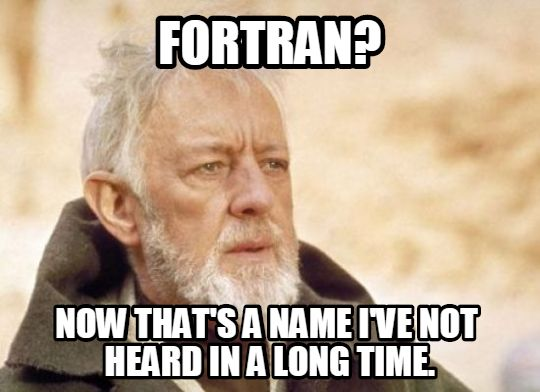 FORTRAN?
NOW THAT'S A NAME I'VE NOT
HEARD IN A LONG TIME.